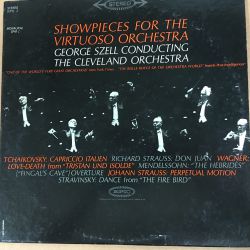 STEREO
SHOWPIECES FOR THE
VIRTUOSO ORCHESTRA
GEORGE SZELL CONDUCTING
THE CLEVELAND ORCHESTRA
TCHAIKOVSKY: CAPRICCIO ITALIEN RICHARD STRAUSS: DON JUAN WAGNER:
LOVE-DEATH from "TRISTAN UND ISOLDE" MENDELSSOHN: "THE HEBRIDES"
("FINGAL'S CAVE") OVERTURE JOHANN STRAUSS: PERPETUAL MOTION
STRAVINSKY: DANCE from "THE FIRE BIRD"
EPIC